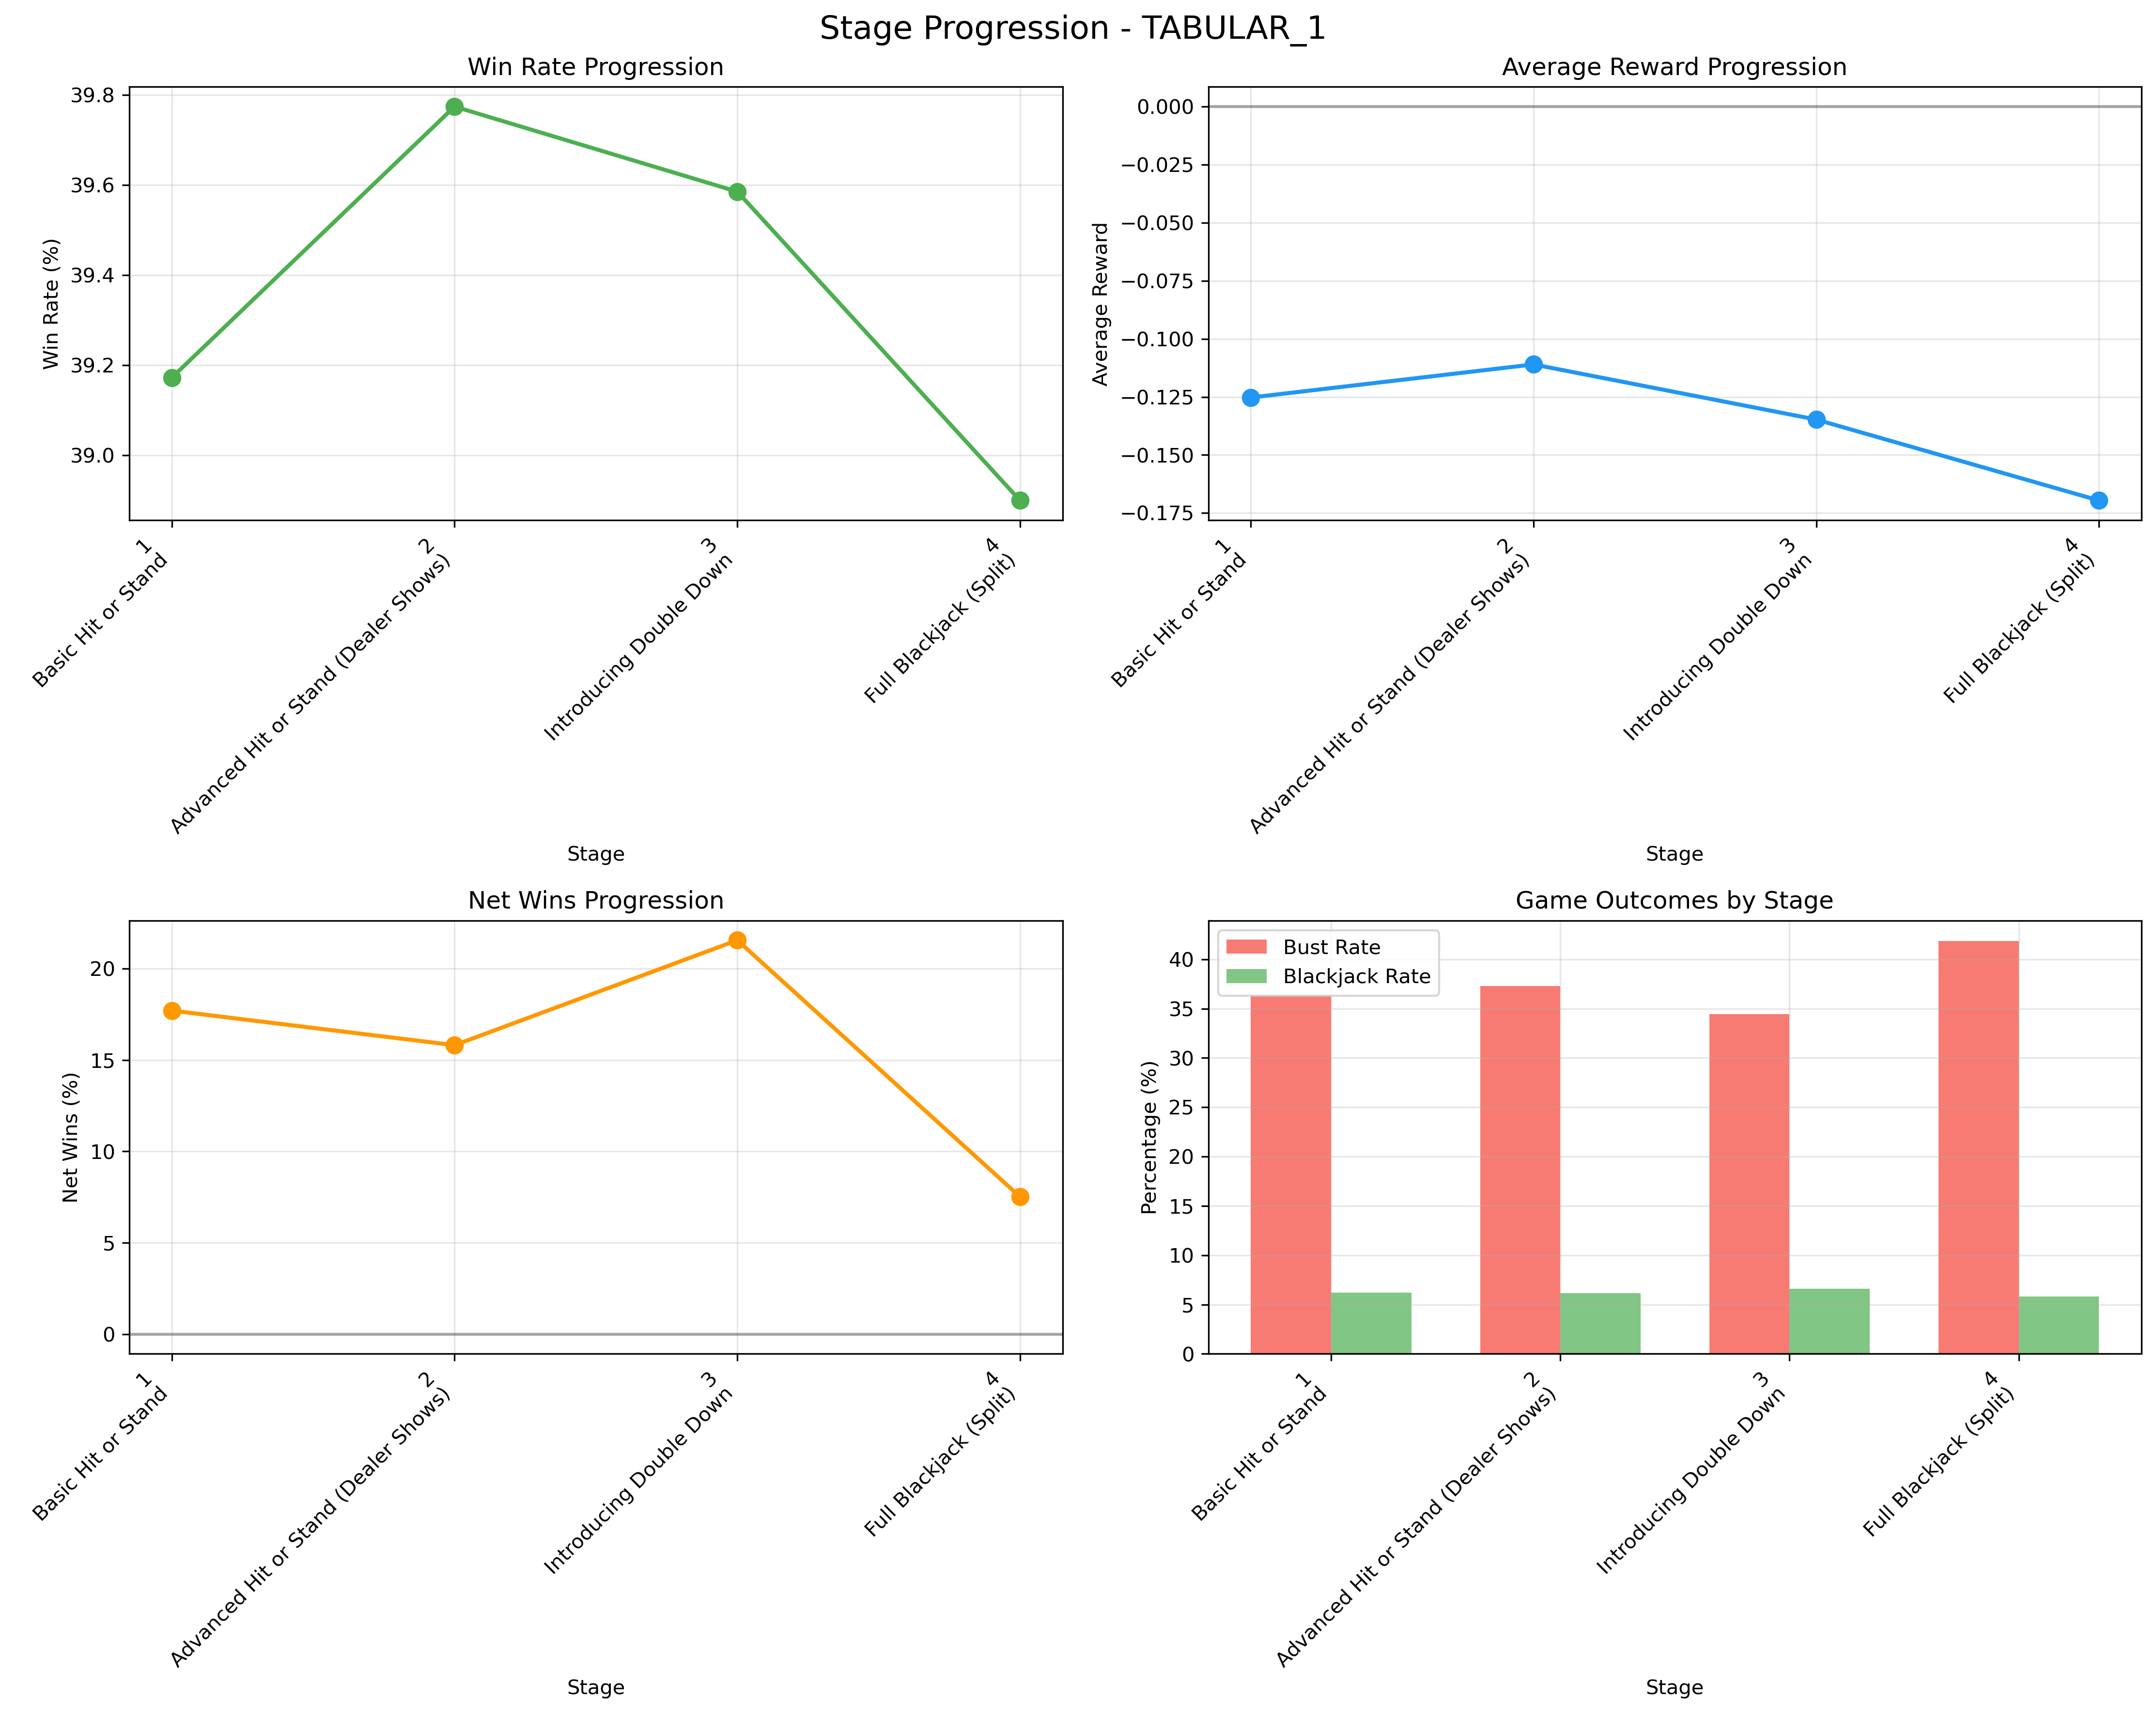 Stage Progression - TABULAR_1
Win Rate Progression
39.8
39.6
39.4
39.2
39.0
Win Rate (%)
1
Basic Hit or Stand
2
Advanced Hit or Stand (Dealer Shows)
3
Introducing Double Down
4
Full Blackjack (Split)
Stage
Average Reward Progression
0.000
−0.025
−0.050
−0.075
−0.100
−0.125
−0.150
−0.175
Average Reward
1
Basic Hit or Stand
2
Advanced Hit or Stand (Dealer Shows)
3
Introducing Double Down
4
Full Blackjack (Split)
Stage
Net Wins Progression
20
15
10
5
0
Net Wins (%)
1
Basic Hit or Stand
2
Advanced Hit or Stand (Dealer Shows)
3
Introducing Double Down
4
Full Blackjack (Split)
Stage
Game Outcomes by Stage
Bust Rate
Blackjack Rate
40
35
30
25
20
15
10
5
0
Percentage (%)
1
Basic Hit or Stand
2
Advanced Hit or Stand (Dealer Shows)
3
Introducing Double Down
4
Full Blackjack (Split)
Stage